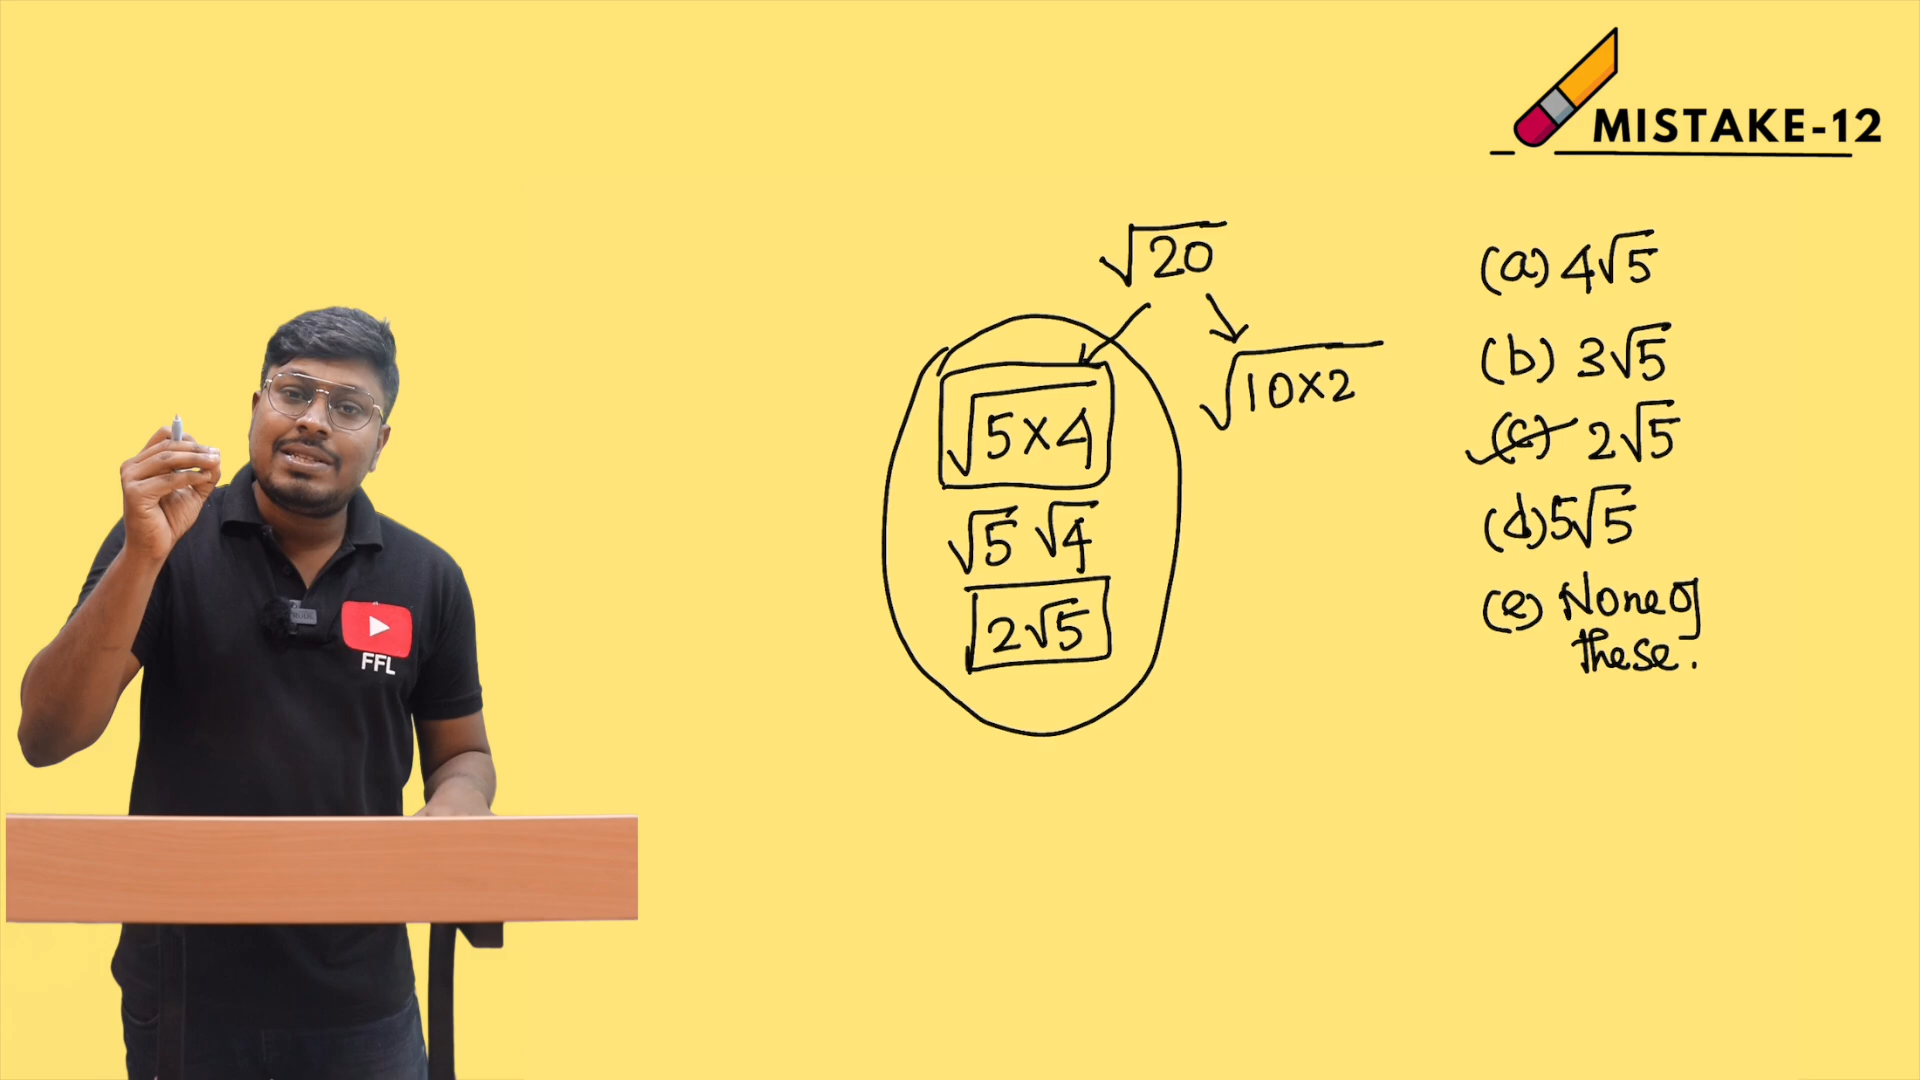 MISTAKE-12
√20
√5×4
√10×2
√5 √4
2√5
(a) 4√5
(b) 3√5
(c) 2√5
(d) 5√5
(e) None of
these.
FFL